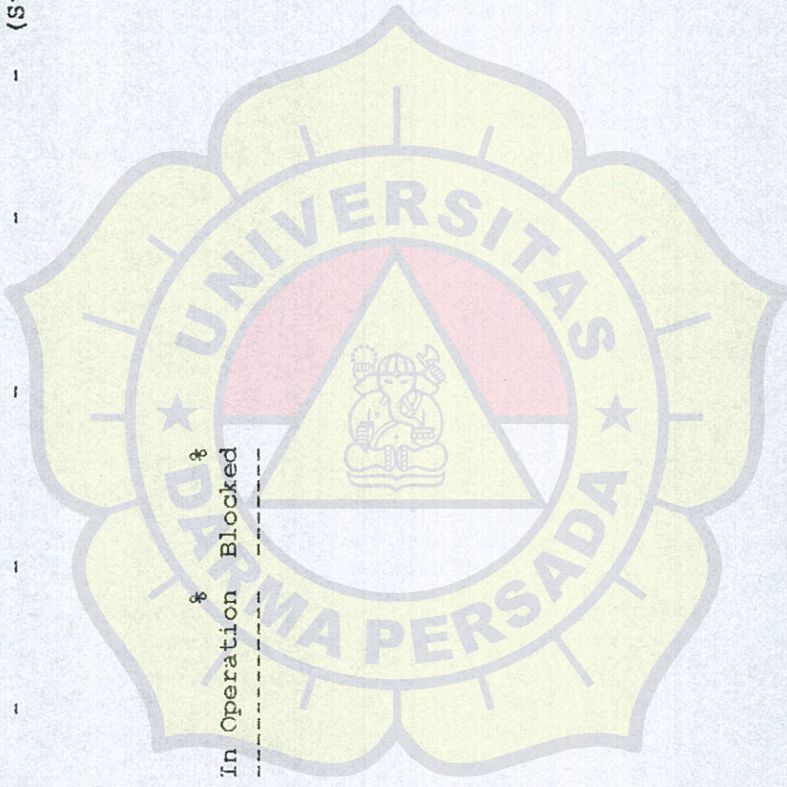 %            %
In Operation  Blocked
------------  -------
UNIVERSITAS
DARMA PERSADA